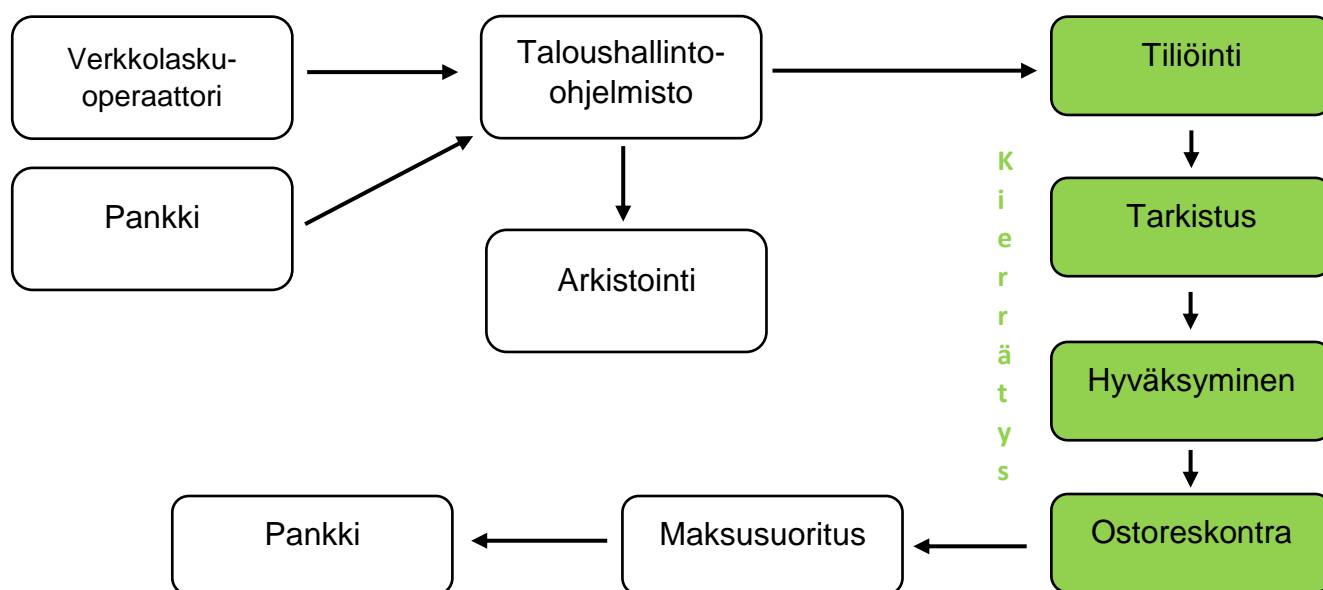 Verkkolasku-
operaattori
Taloushallinto-
ohjelmisto
Tiliöinti
Pankki
Kierrätys
Tarkistus
Arkistointi
Hyväksyminen
Pankki
Maksusuoritus
Ostoreskontra